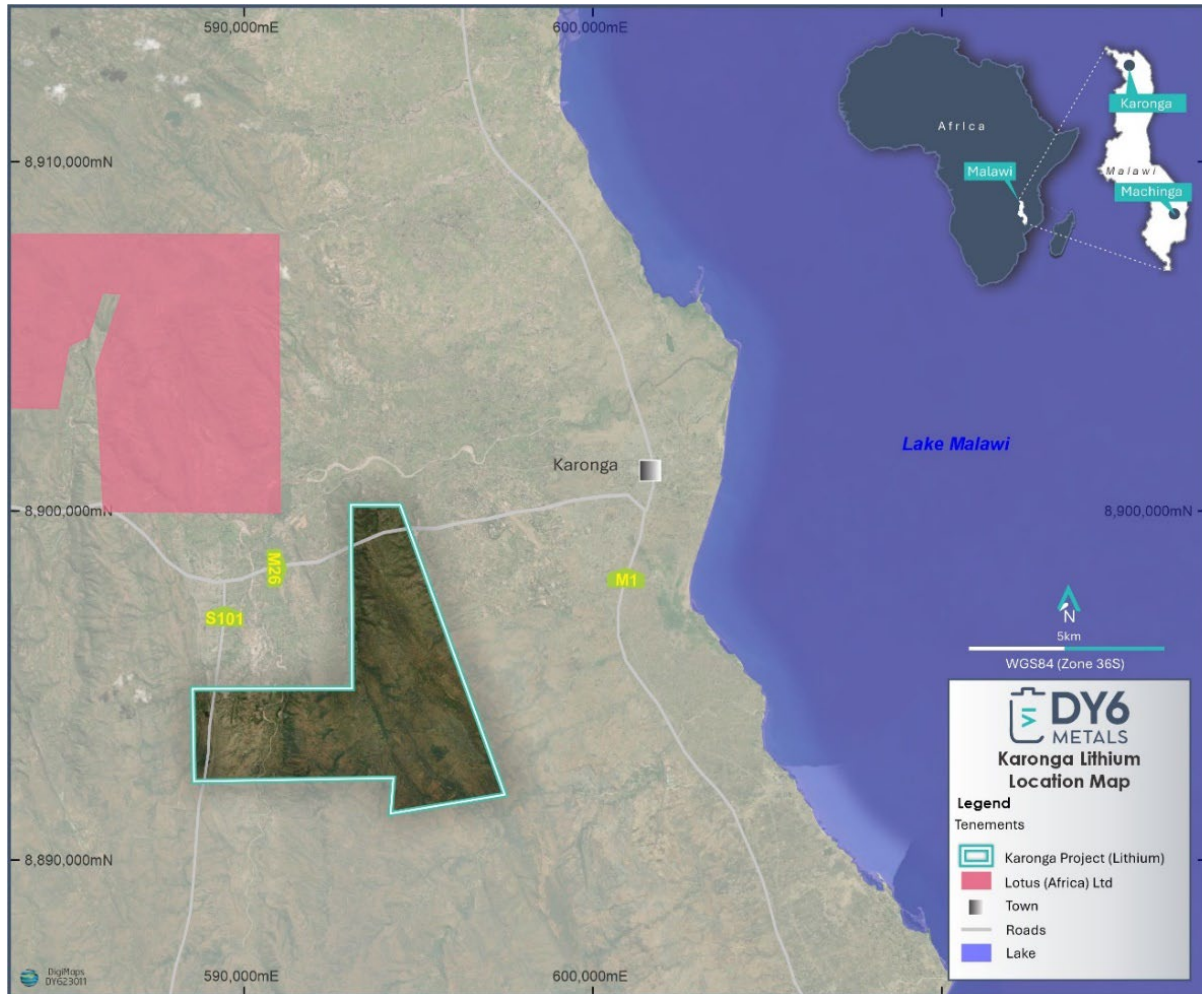 590,000mE
600,000mE
Karonga
Africa
8,910,000mN
Malawi
Malawi
Machinga
Lake Malawi
Karonga
8,900,000mN
8,900,000mN
M26
M1
S101
N
5km
WGS84 (Zone 36S)
DY6
METALS
Karonga Lithium
Location Map
Legend
Tenements
Karonga Project (Lithium)
Lotus (Africa) Ltd
Town
Roads
Lake
8,890,000mN
DigiMaps
DY623011
590,000mE
600,000mE